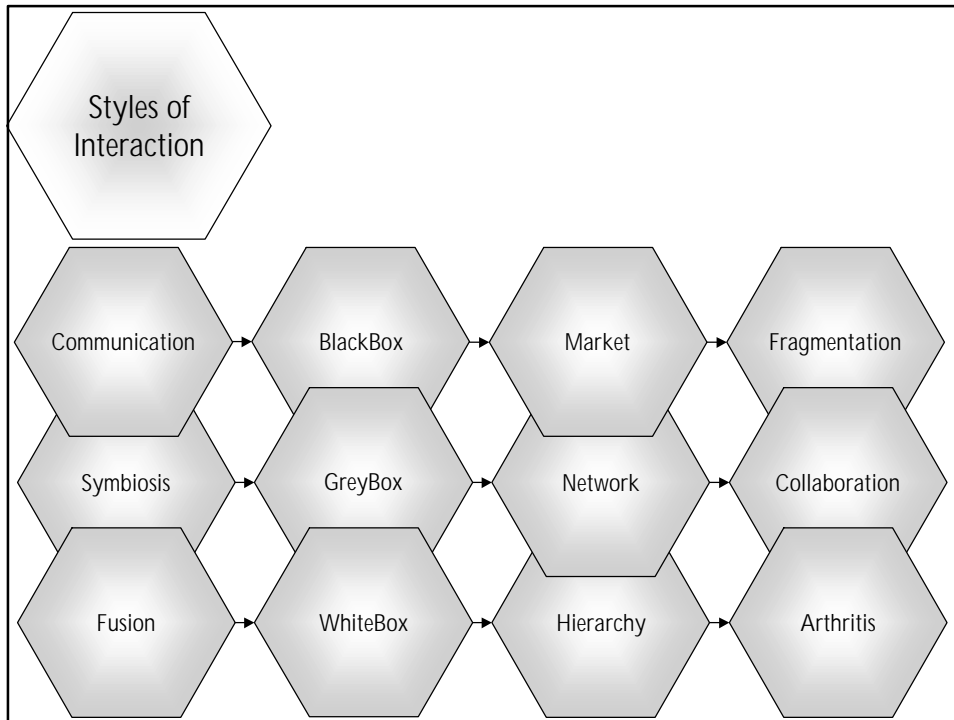 Styles of
Interaction
Communication
BlackBox
Market
Fragmentation
Symbiosis
GreyBox
Network
Collaboration
Fusion
WhiteBox
Hierarchy
Arthritis